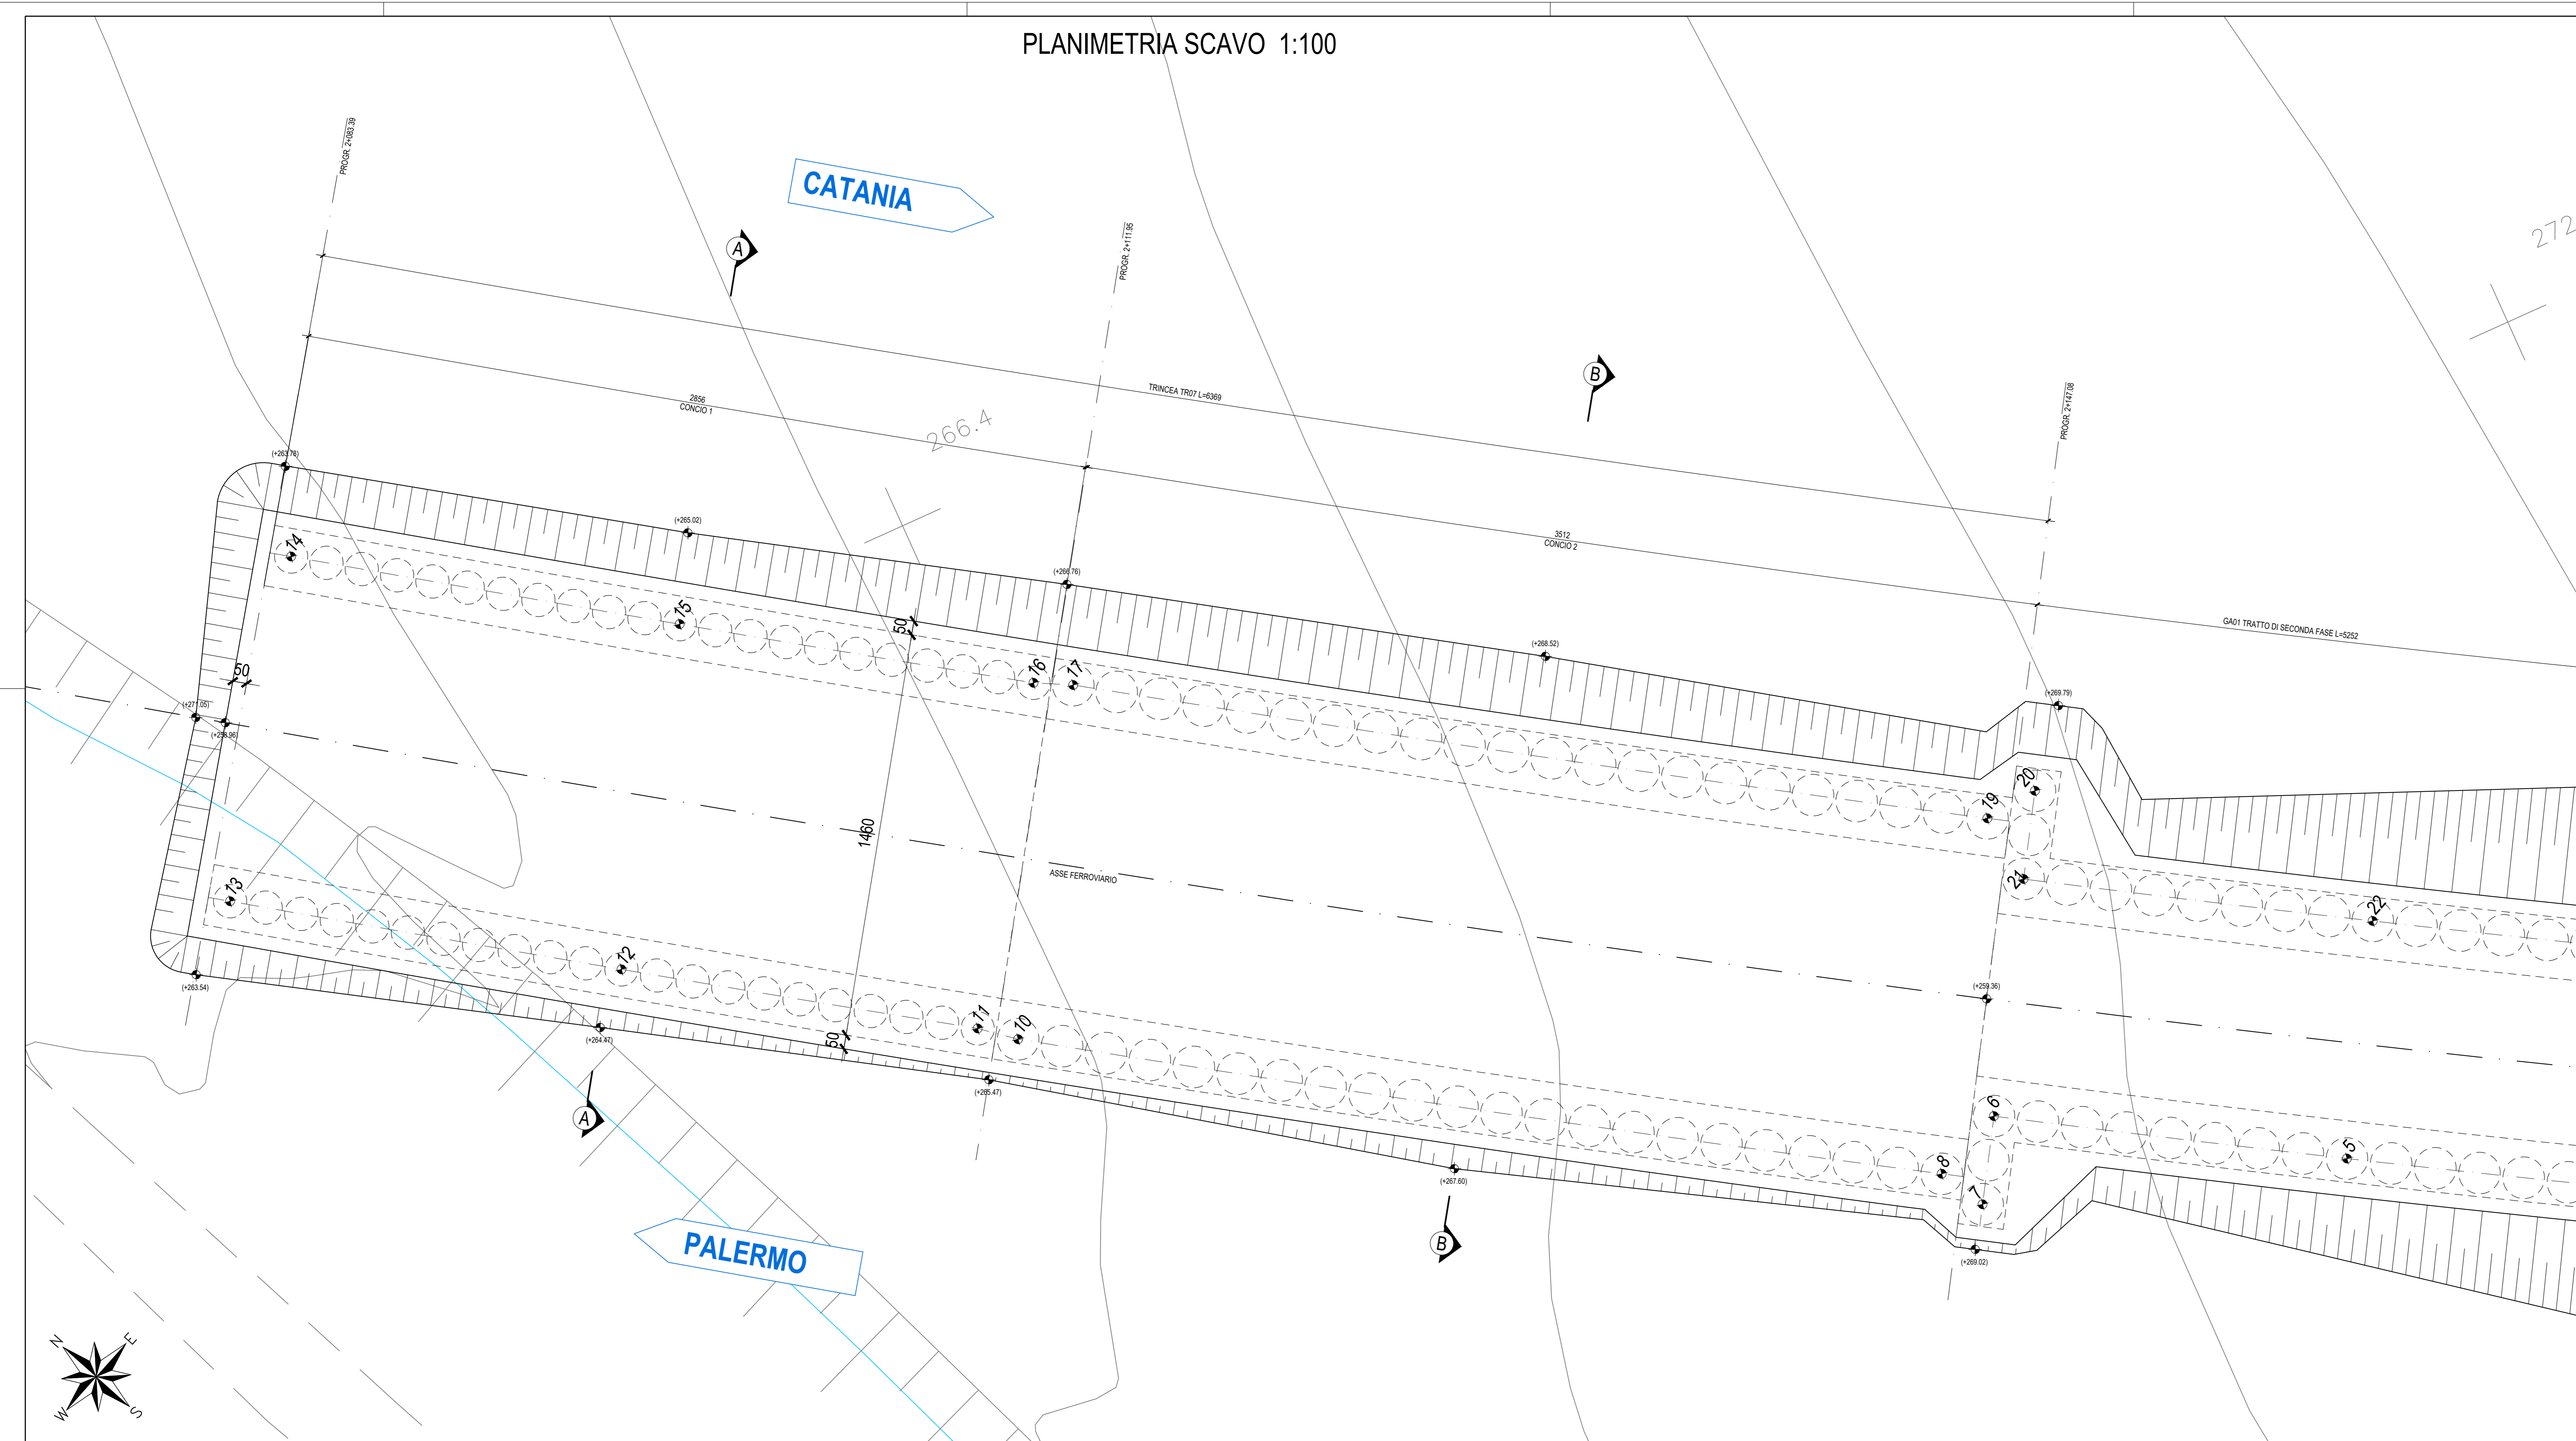 PLANIMETRIA SCAVO 1:100
PROGR. 2+083.39
CATANIA
A
PROGR. 2+111.95
272
TRINCEA TR07 L=6369
B
PROGR. 2+147.08
2856
CONCIO 1
266.4
(+263.78)
(+265.02)
3512
CONCIO 2
14
(+266.76)
GA01 TRATTO DI SECONDA FASE L=5252
15
50
(+268.52)
16
17
50
(+269.79)
(+271.05)
(+258.96)
20
19
1460
ASSE FERROVIARIO
21
22
13
12
(+263.54)
(+259.36)
11
10
50
(+264.47)
(+265.47)
6
A
5
8
(+267.60)
7
PALERMO
B
(+269.02)
N
E
W
S